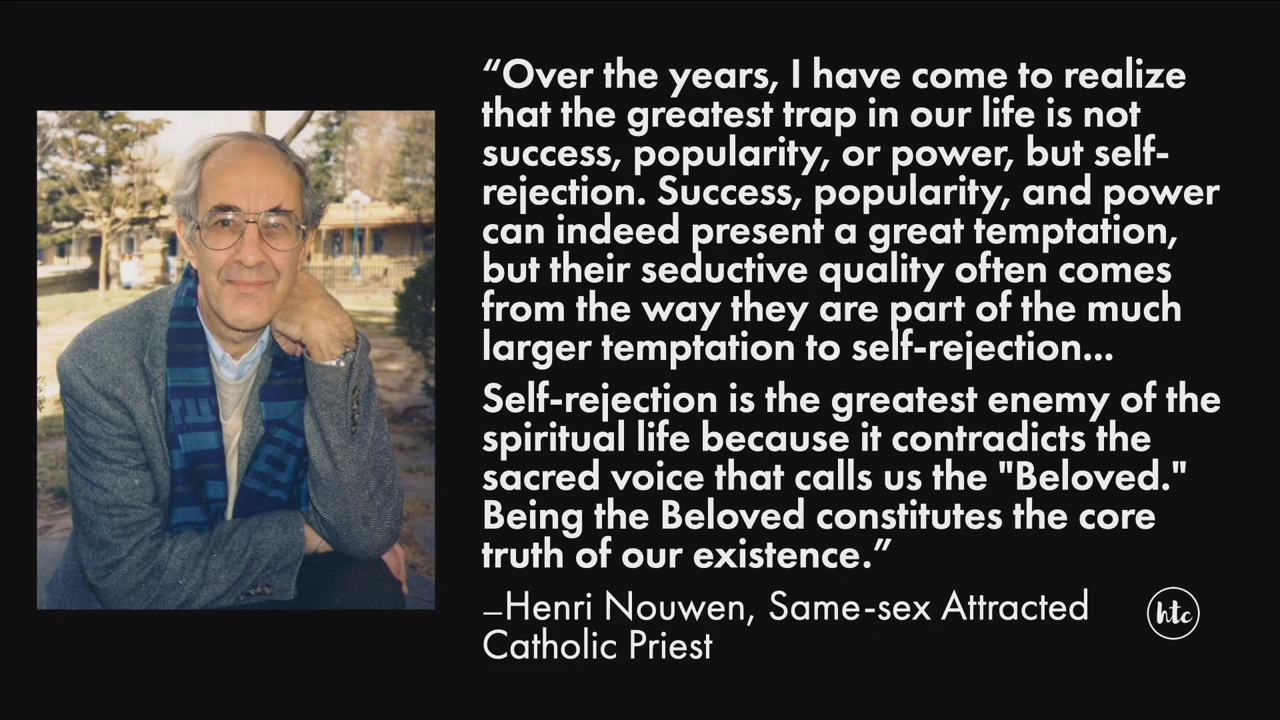 “Over the years, I have come to realize
that the greatest trap in our life is not
success, popularity, or power, but self-
rejection. Success, popularity, and power
can indeed present a great temptation,
but their seductive quality often comes
from the way they are part of the much
larger temptation to self-rejection...
Self-rejection is the greatest enemy of the
spiritual life because it contradicts the
sacred voice that calls us the "Beloved."
Being the Beloved constitutes the core
truth of our existence.”
–Henri Nouwen, Same-sex Attracted
Catholic Priest
htc